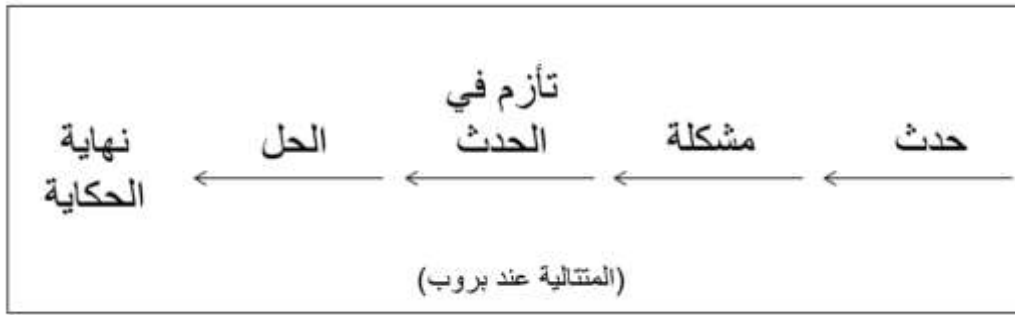 حدث
مشكلة
تأزم في
الحدث
الحل
نهاية
الحكاية
(المتتالية عند بروب)